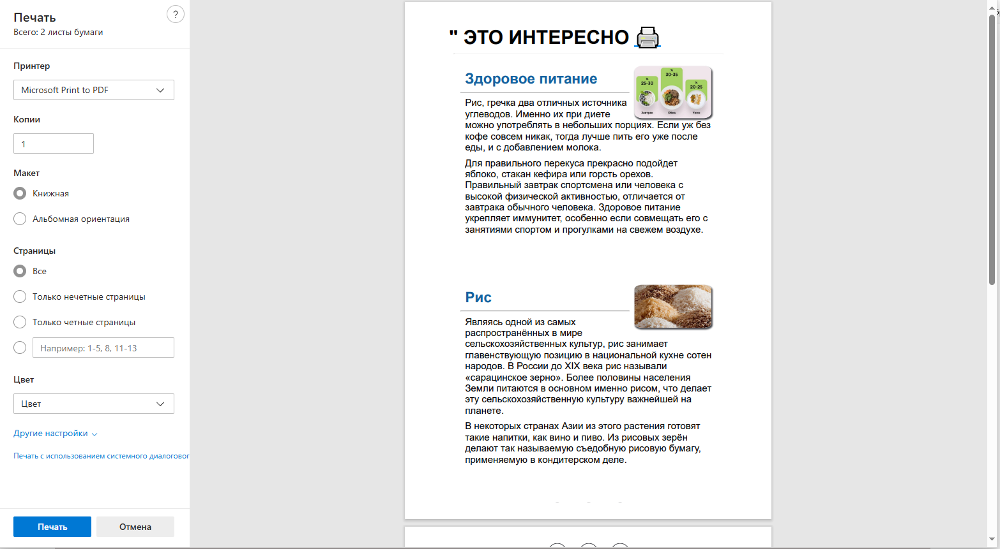 Печать
?
Всего: 2 листы бумаги
Принтер
Microsoft Print to PDF
Копии
1
Макет
Книжная
Альбомная ориентация
Страницы
Все
Только нечетные страницы
Только четные страницы
Например: 1-5, 8, 11-13
Цвет
Цвет
Другие настройки
Печать с использованием системного диалогового
Печать
Отмена
" ЭТО ИНТЕРЕСНО
Здоровое питание
% 25-30
% 30-35
% 20-25
Завтрак Обед Ужин
Рис, гречка два отличных источника
углеводов. Именно их при диете
можно употреблять в небольших порциях. Если уж без
кофе совсем никак, тогда лучше пить его уже после
еды, и с добавлением молока.
Для правильного перекуса прекрасно подойдет
яблоко, стакан кефира или горсть орехов.
Правильный завтрак спортсмена или человека с
высокой физической активностью, отличается от
завтрака обычного человека. Здоровое питание
укрепляет иммунитет, особенно если совмещать его с
занятиями спортом и прогулками на свежем воздухе.
Рис
Являясь одной из самых
распространённых в мире
сельскохозяйственных культур, рис занимает
главенствующую позицию в национальной кухне сотен
народов. В России до XIX века рис называли
«сарацинское зерно». Более половины населения
Земли питаются в основном именно рисом, что делает
эту сельскохозяйственную культуру важнейшей на
планете.
В некоторых странах Азии из этого растения готовят
такие напитки, как вино и пиво. Из рисовых зерён
делают так называемую съедобную рисовую бумагу,
применяемую в кондитерском деле.